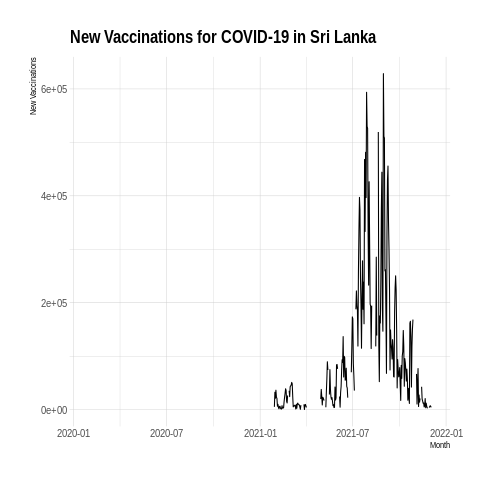 New Vaccinations for COVID-19 in Sri Lanka
New Vaccinations
6e+05
4e+05
2e+05
0e+00
2020-01 2020-07 2021-01 2021-07 2022-01
Month